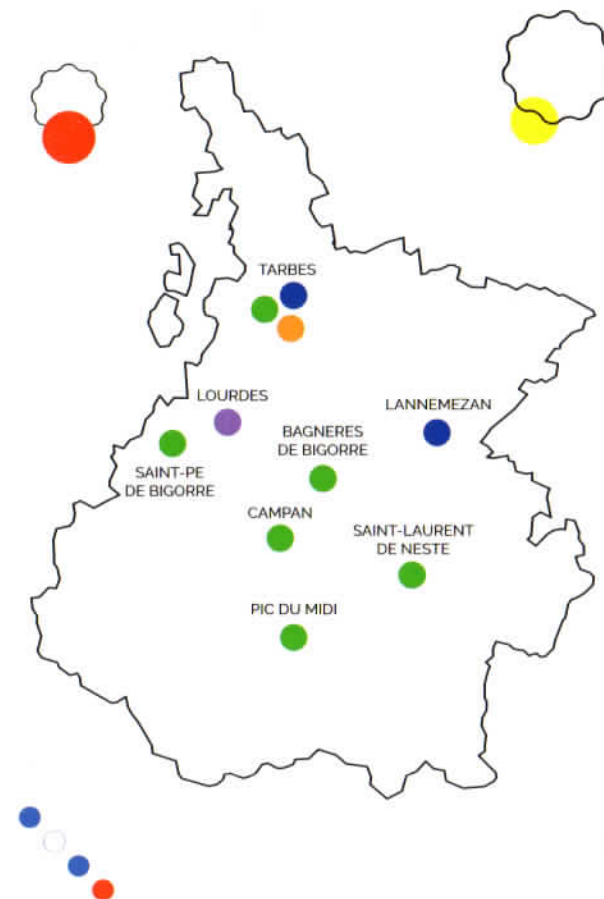 TARBES
LOURDES
LANNEMEZAN
BAGNERES
DE BIGORRE
SAINT-PE
DE BIGORRE
CAMPAN
SAINT-LAURENT
DE NESTE
PIC DU MIDI